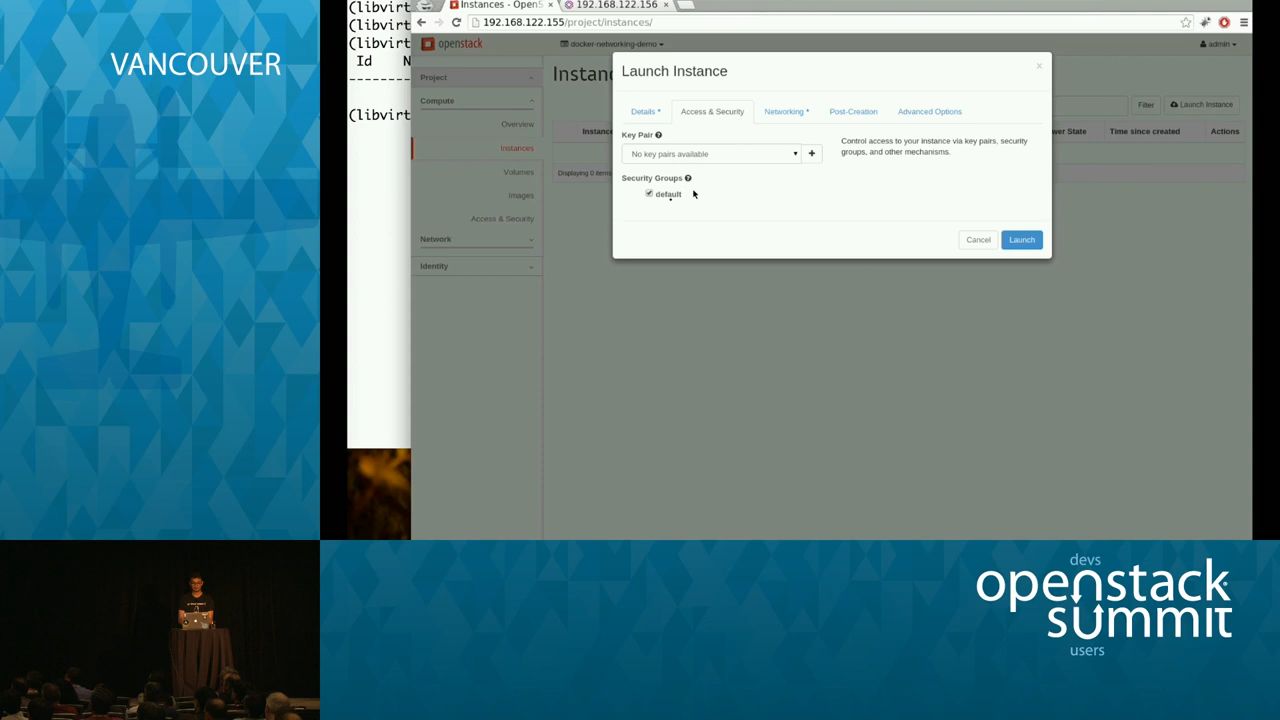 VANCOUVER
(libvirt
(libvirt
(libvirt
Id N
--------
(libvirt
Instances - OpenS ×
192.168.122.156 ×
192.168.122.155/project/instances/
openstack
docker-networking-demo
admin
Project
Compute
Overview
Instances
Volumes
Images
Access & Security
Network
Identity
Instanc
Filter
Launch Instance
Instance
wer State
Time since created
Actions
Displaying 0 items
Launch Instance
×
Details *
Access & Security
Networking *
Post-Creation
Advanced Options
Key Pair
No key pairs available
+
Security Groups
default
Control access to your instance via key pairs, security
groups, and other mechanisms.
Cancel
Launch
devs
openstack
summit
users